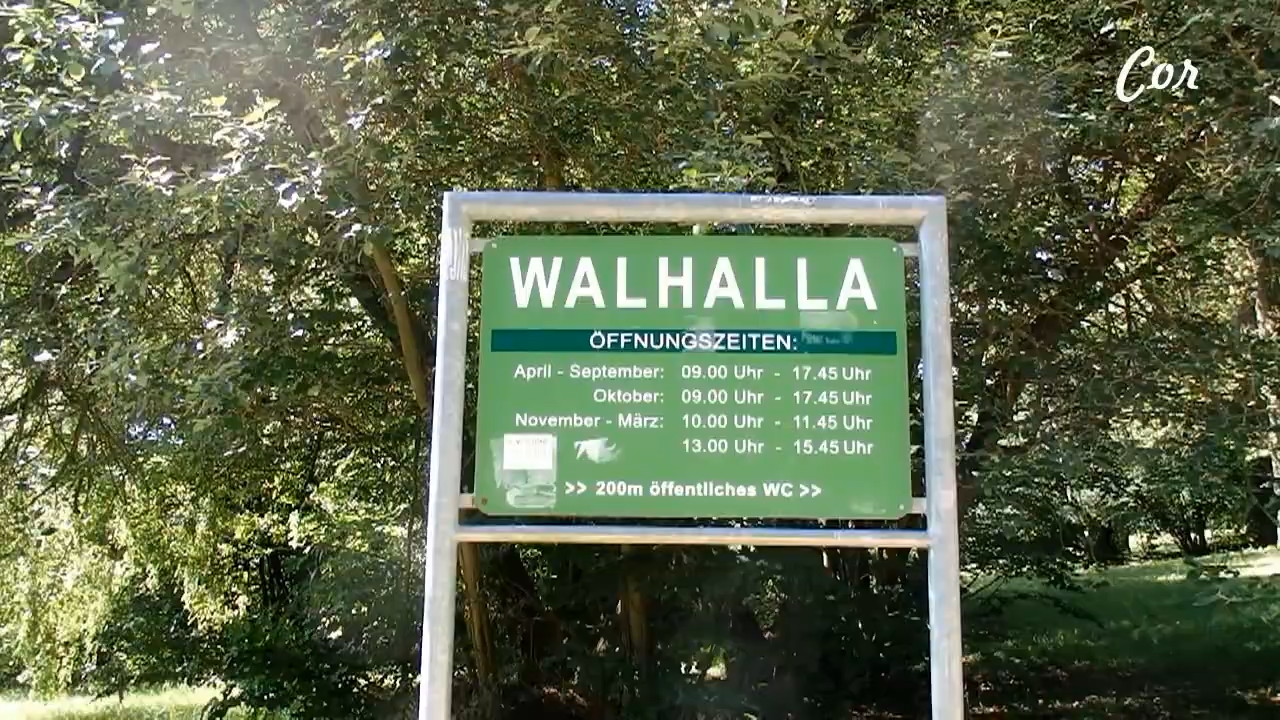 Cor
WALHALLA
ÖFFNUNGSZEITEN:
April - September: 09.00 Uhr - 17.45 Uhr
Oktober: 09.00 Uhr - 17.45 Uhr
November - März: 10.00 Uhr - 11.45 Uhr
13.00 Uhr - 15.45 Uhr
>> 200m öffentliches WC >>